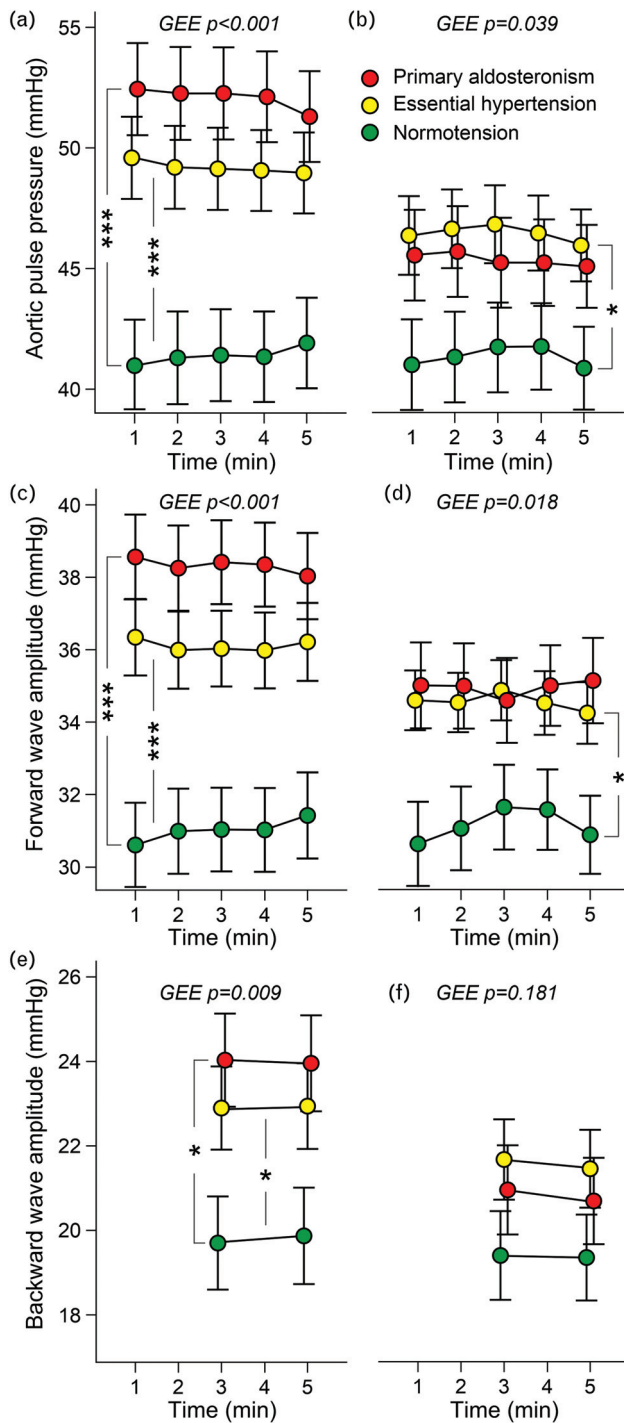 (a)
GEE p<0.001
(b)
GEE p=0.039
Primary aldosteronism
Essential hypertension
Normotension
Aortic pulse pressure (mmHg)
55
50
45
40
***
***
*
1 2 3 4 5
Time (min)
1 2 3 4 5
Time (min)
(c)
GEE p<0.001
(d)
GEE p=0.018
Forward wave amplitude (mmHg)
40
38
36
34
32
30
***
***
*
1 2 3 4 5
Time (min)
1 2 3 4 5
Time (min)
(e)
GEE p=0.009
(f)
GEE p=0.181
Backward wave amplitude (mmHg)
26
24
22
20
18
*
*
1 2 3 4 5
Time (min)
1 2 3 4 5
Time (min)